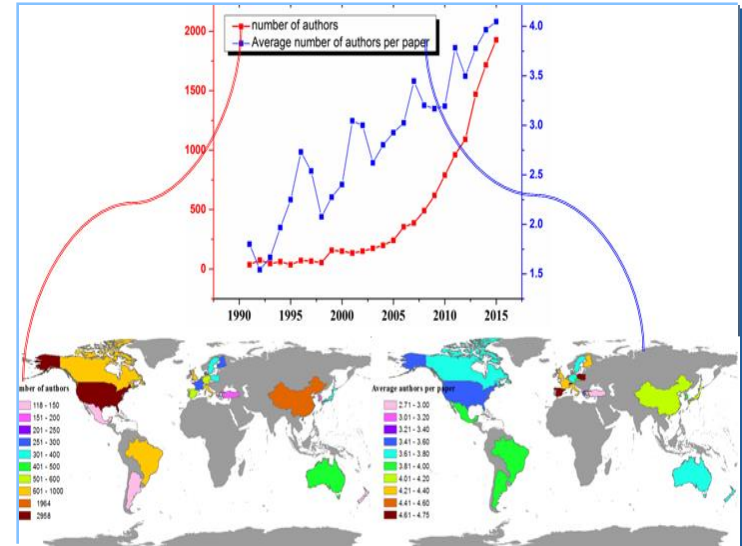 number of authors
Average number of authors per paper
2000
1500
1000
500
0
4.0
3.5
3.0
2.5
2.0
1.5
1990 1995 2000 2005 2010 2015
mber of authors
118 - 150
151 - 200
201 - 250
251 - 300
301 - 400
401 - 500
501 - 600
601 - 1000
1964
2958
Average authors per paper
2.71 - 3.00
3.01 - 3.20
3.21 - 3.40
3.41 - 3.60
3.61 - 3.80
3.81 - 4.00
4.01 - 4.20
4.21 - 4.40
4.41 - 4.60
4.61 - 4.75